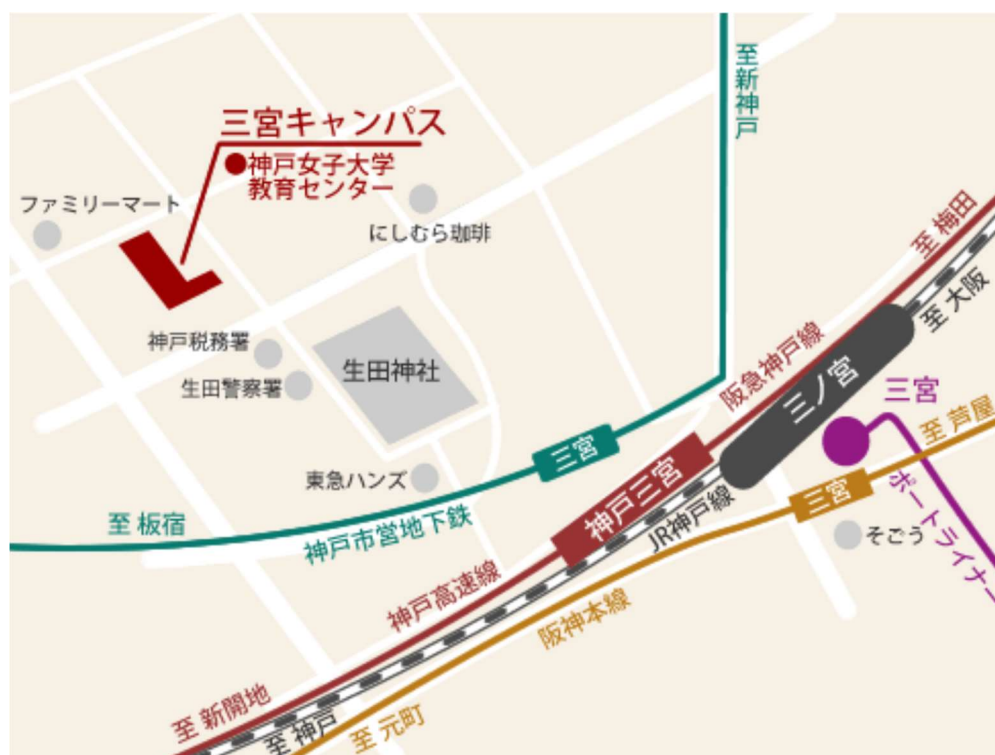 三宮キャンパス
神戸女子大学
教育センター
ファミリーマート
にしむら珈琲
至 新神戸
至 梅田
至 大阪
神戸税務署
生田警察署
生田神社
阪急神戸線
三ノ宮
三宮
至 芦屋
東急ハンズ
三宮
神戸三宮
JR神戸線
三宮
そごう
ポートライナー
至 板宿
神戸市営地下鉄
神戸高速線
阪神本線
至 新開地
至 神戸
至 元町